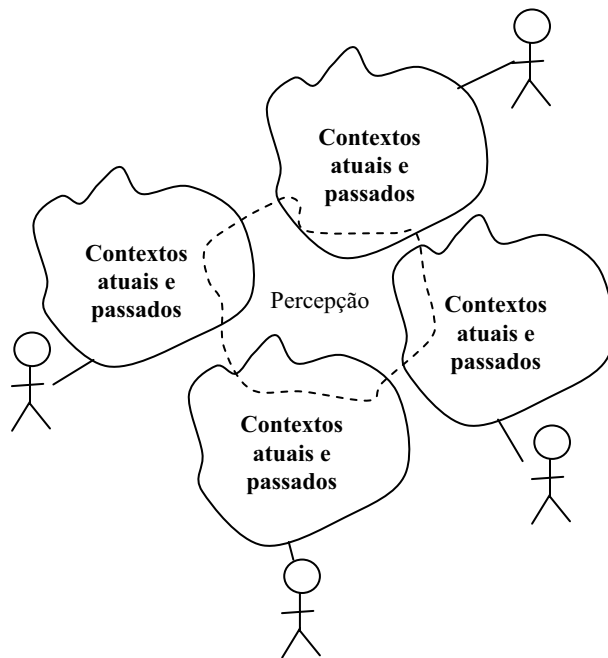 Contextos
atuais e
passados
Contextos
atuais e
passados
Percepção
Contextos
atuais e
passados
Contextos
atuais e
passados